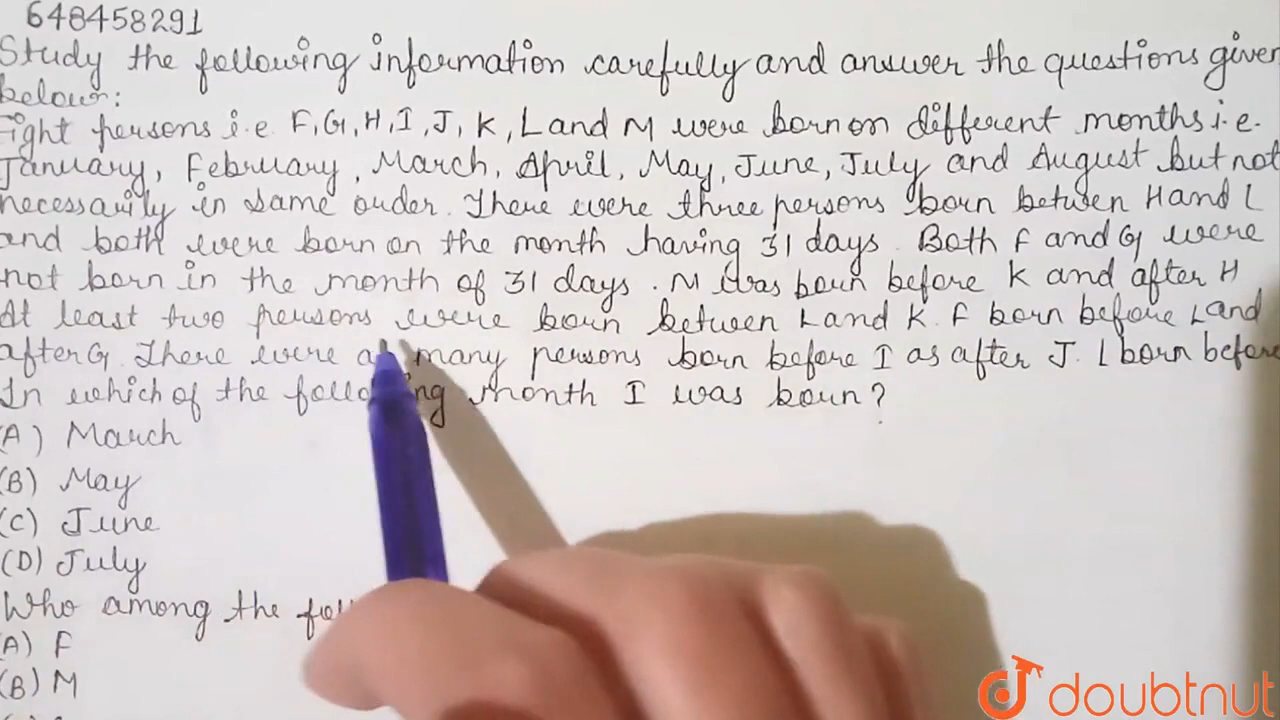 648458291
Study the following information carefully and answer the questions given
below:
Eight persons i.e F, G, H, I, J, K, L and M were born on different months i.e.
January, February, March, April, May, June, July and August but not
necessarily in same order. There were three persons born betwen H and L
and both were born on the month having 31 days. Both F and G were
not born in the month of 31 days. M was born before K and after H
At least two persons were born between L and K. F born before L and
after G. There were as many persons born before I as after J. L born before
In which of the following month I was born?
(A) March
(B) May
(C) June
(D) July
Who among the
(A) F
(B) M
doubtnut